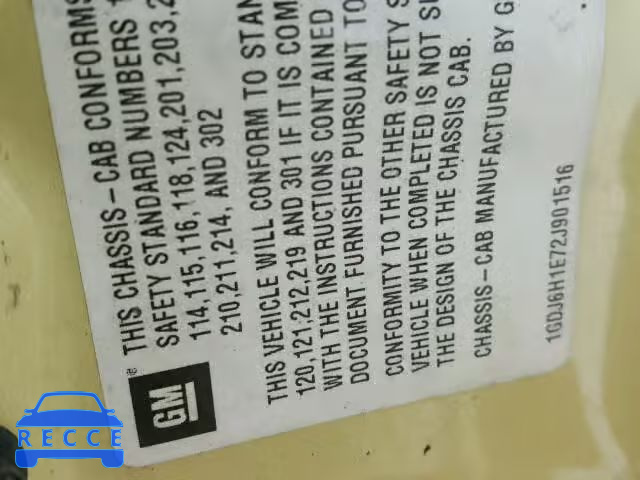 THIS CHASSIS-CAB CONFORMS
SAFETY STANDARD NUMBERS 1
114,115,116,118,124,201,203,2
210,211,214, AND 302
THIS VEHICLE WILL CONFORM TO STAN
120,121,212,219 AND 301 IF IT IS COM
WITH THE INSTRUCTIONS CONTAINED
DOCUMENT FURNISHED PURSUANT TO
CONFORMITY TO THE OTHER SAFETY S
VEHICLE WHEN COMPLETED IS NOT SU
THE DESIGN OF THE CHASSIS CAB.
CHASSIS-CAB MANUFACTURED BY G
1GDJ6H1E72J901516
GM
RECCE